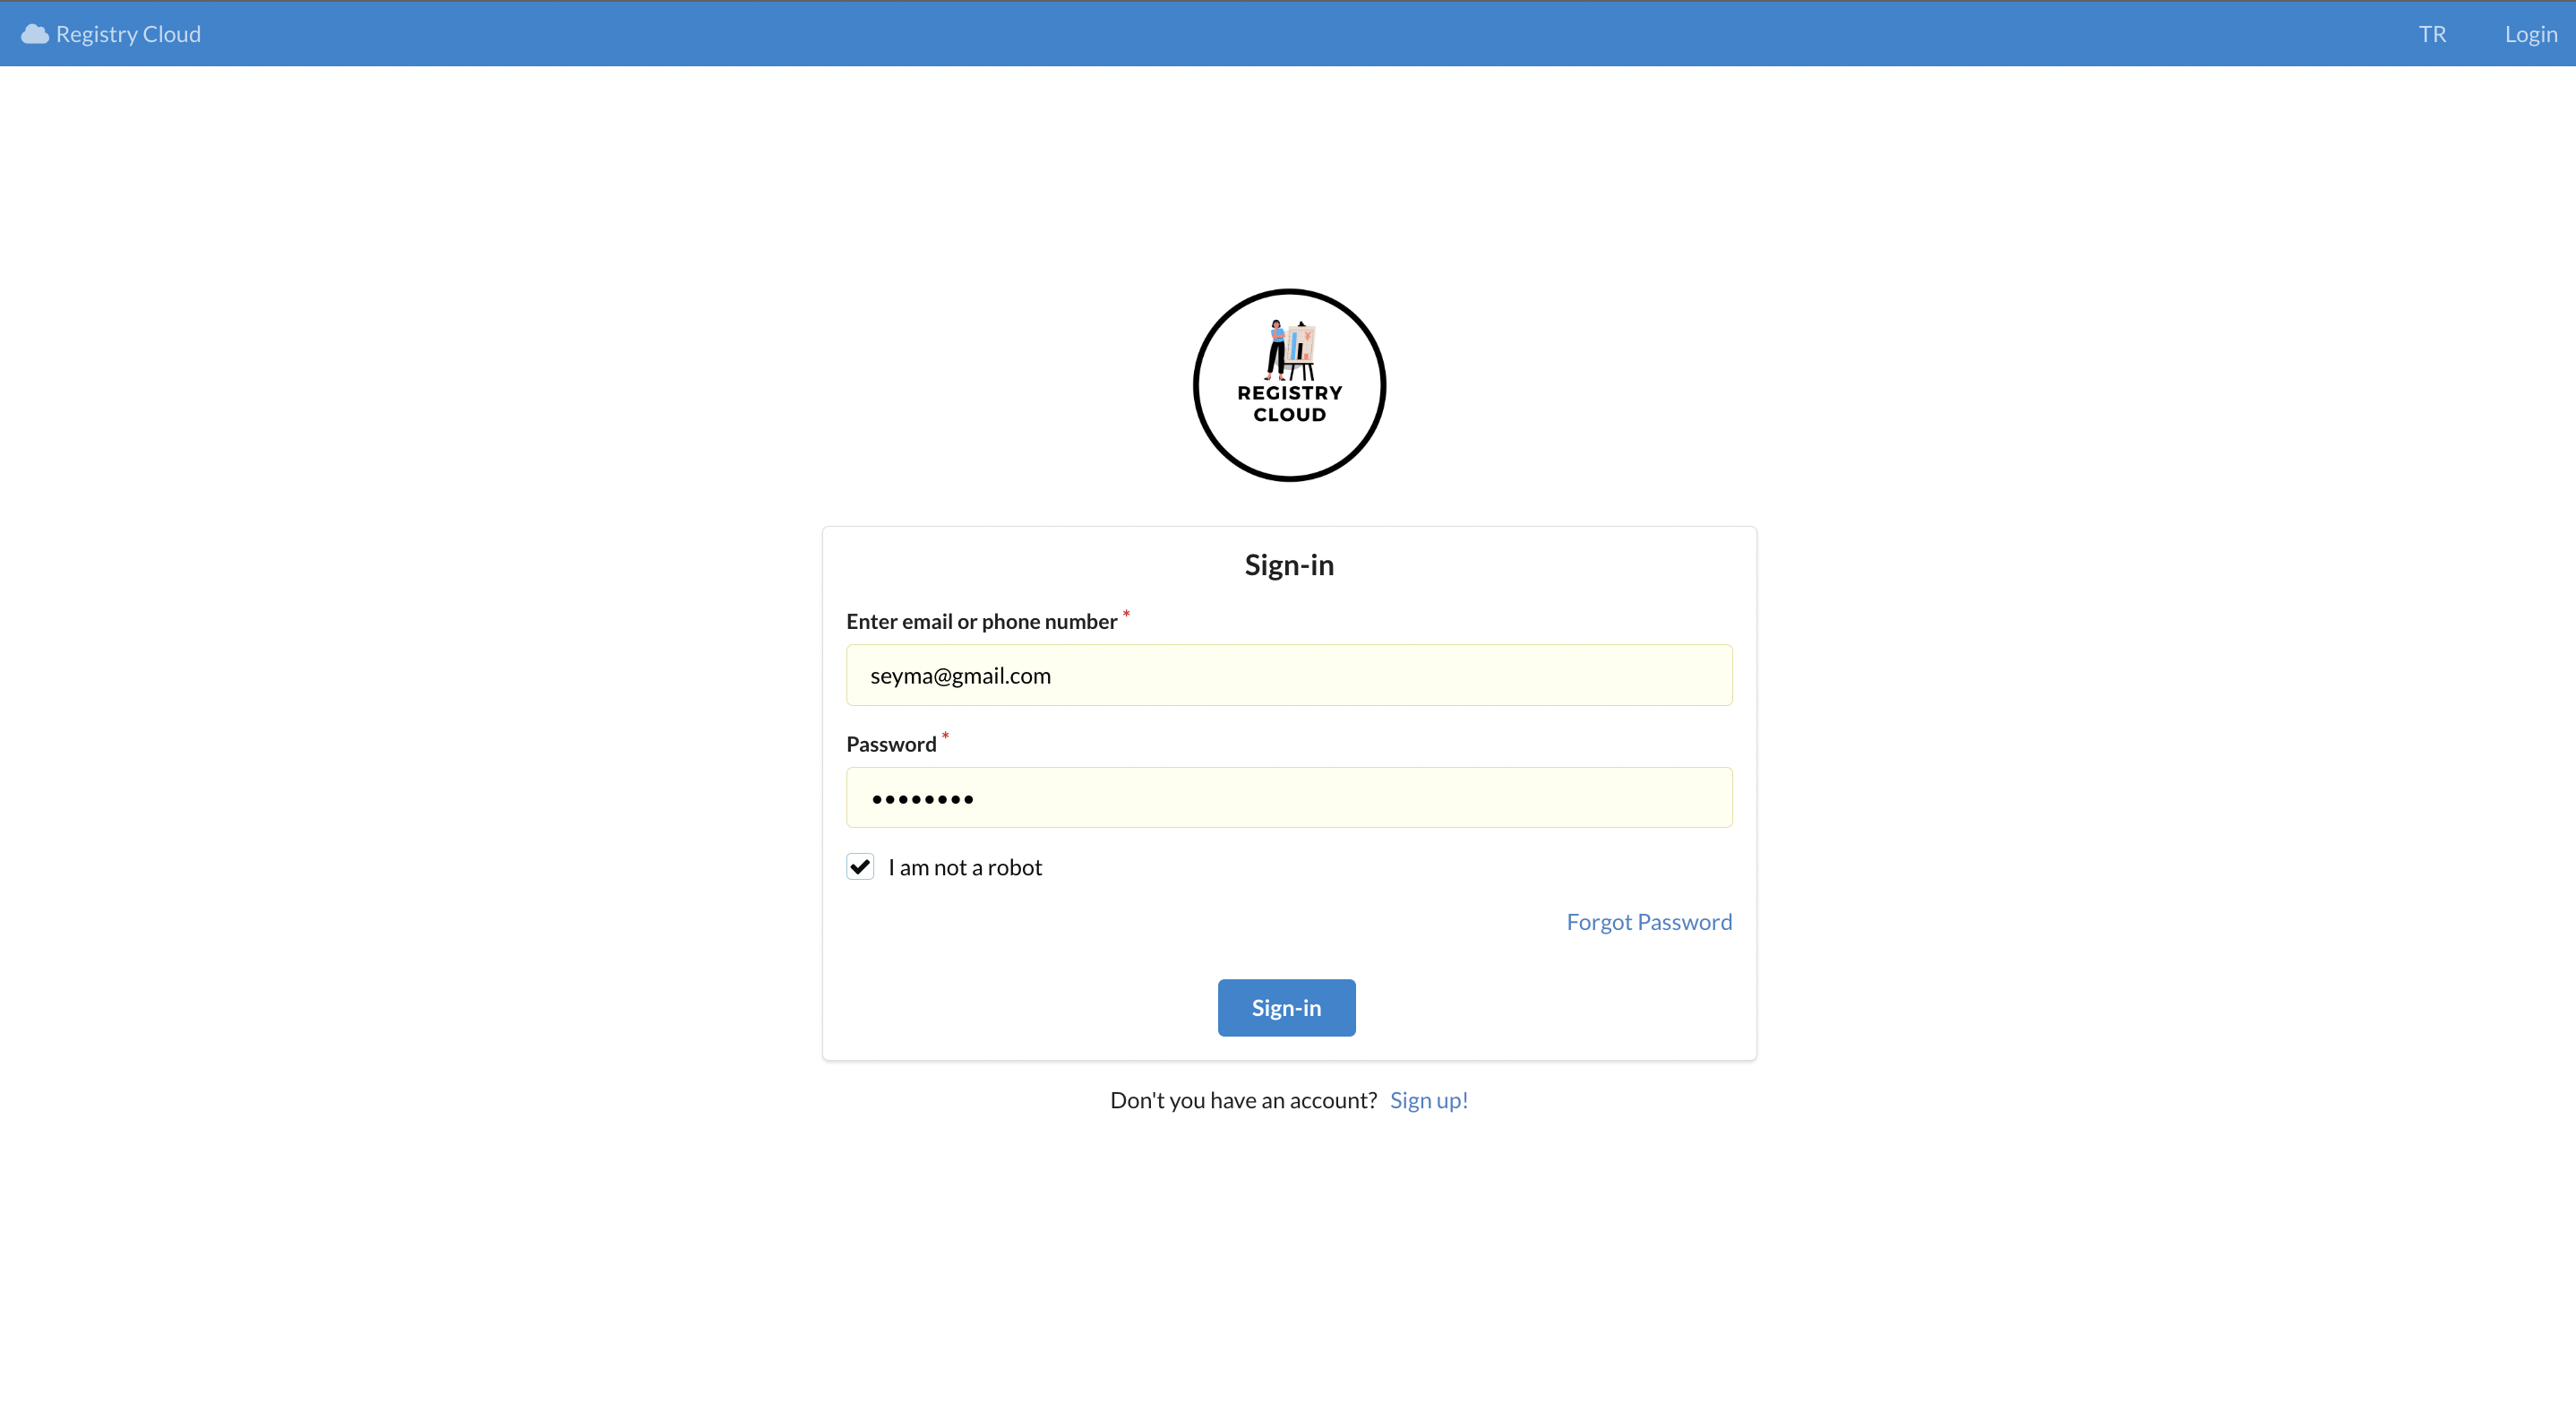 Registry Cloud
TR
Login
REGISTRY
CLOUD
Sign-in
Enter email or phone number *
seyma@gmail.com
Password *
••••••••
I am not a robot
Forgot Password
Sign-in
Don't you have an account? Sign up!